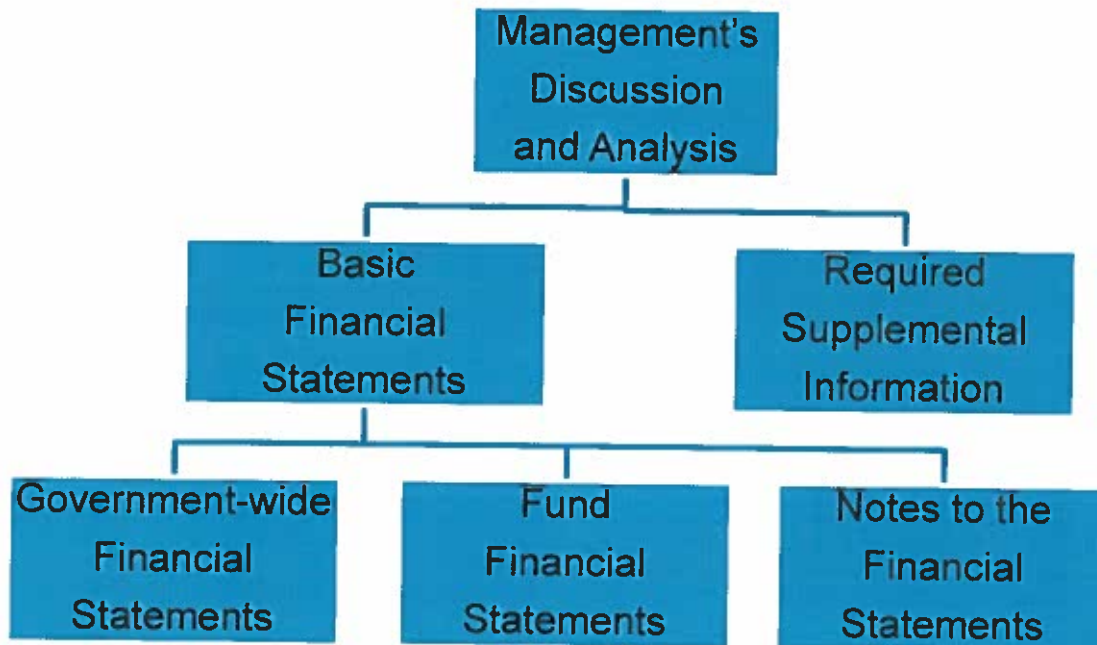 Management's
Discussion
and Analysis
Basic
Financial
Statements
Required
Supplemental
Information
Government-wide
Financial
Statements
Fund
Financial
Statements
Notes to the
Financial
Statements